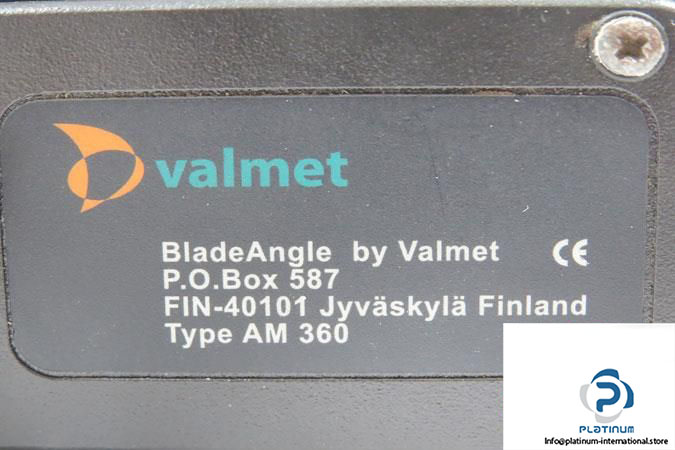 valmet
BladeAngle by Valmet CE
P.O.Box 587
FIN-40101 Jyväskylä Finland
Type AM 360
PLATINUM
Info@platinum-international.store